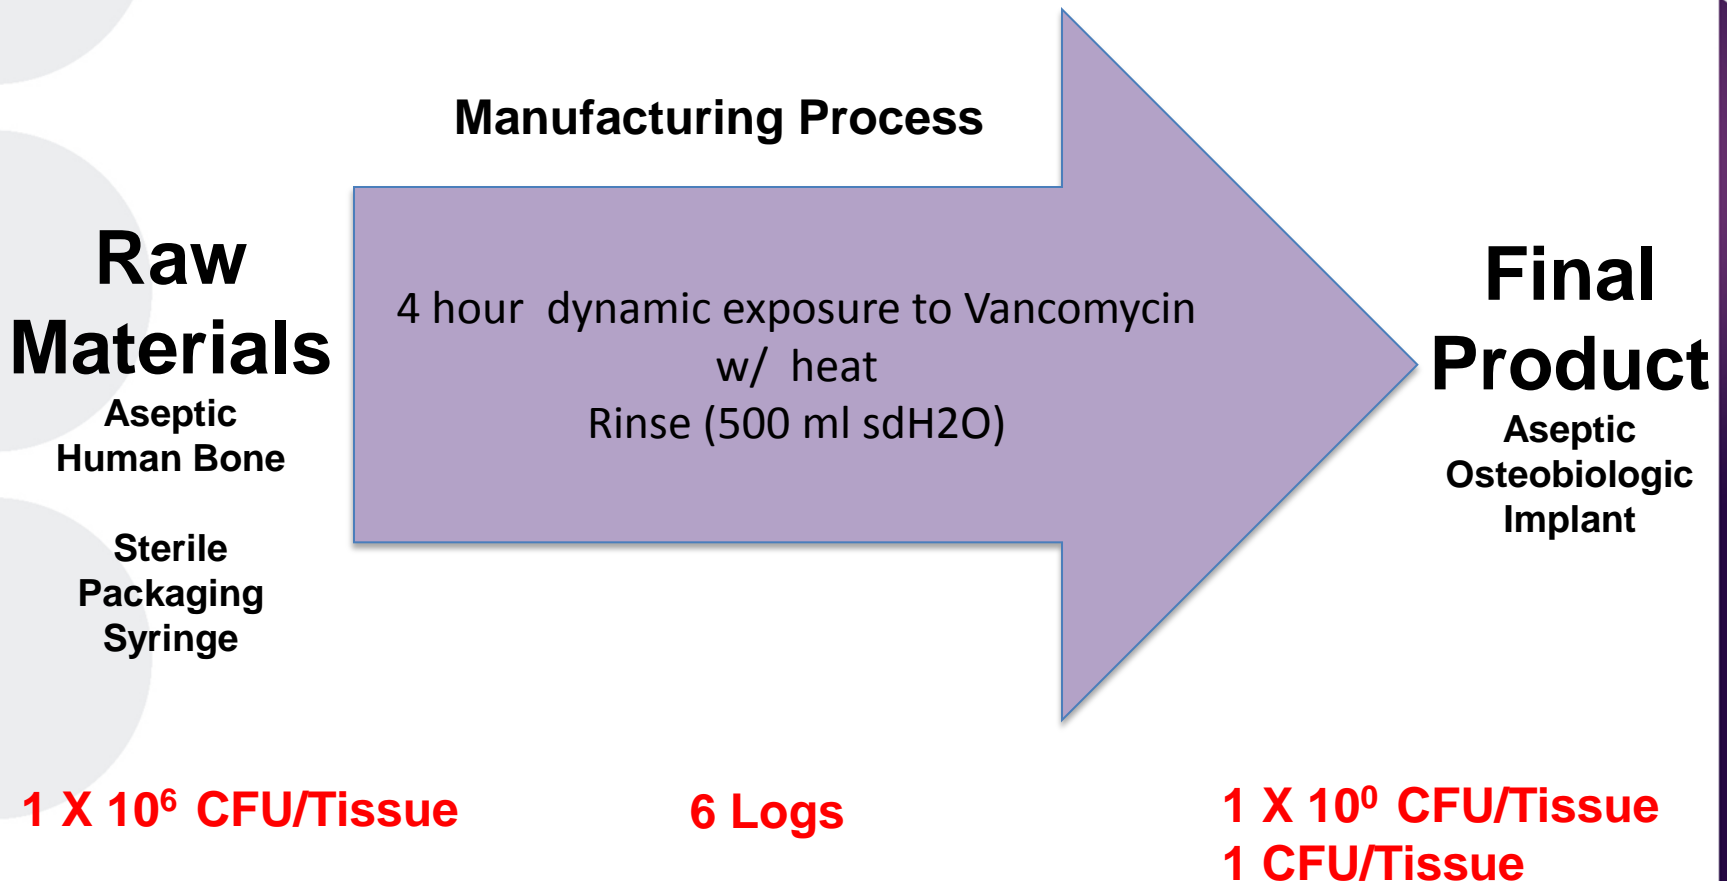 Manufacturing Process
Raw
Materials
Aseptic
Human Bone
Sterile
Packaging
Syringe
4 hour  dynamic exposure to Vancomycin
w/  heat
Rinse (500 ml sdH2O)
Final
Product
Aseptic
Osteobiologic
Implant
1 X 10⁶ CFU/Tissue
6 Logs
1 X 10⁰ CFU/Tissue
1 CFU/Tissue